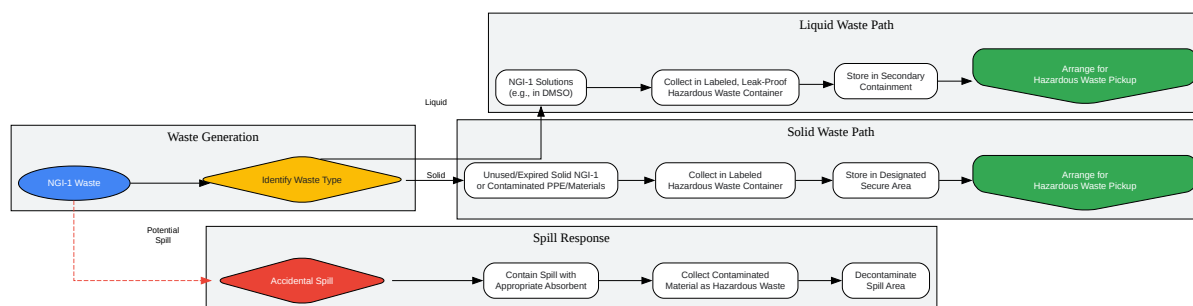 Liquid Waste Path
NGI-1 Solutions
(e.g., in DMSO)
Collect in Labeled, Leak-Proof
Hazardous Waste Container
Store in Secondary
Containment
Arrange for
Hazardous Waste Pickup
Liquid
Waste Generation
NGI-1 Waste
Identify Waste Type
Solid
Solid Waste Path
Unused/Expired Solid NGI-1
or Contaminated PPE/Materials
Collect in Labeled
Hazardous Waste Container
Store in Designated
Secure Area
Arrange for
Hazardous Waste Pickup
Potential
Spill
Spill Response
Accidental Spill
Contain Spill with
Appropriate Absorbent
Collect Contaminated
Material as Hazardous Waste
Decontaminate
Spill Area